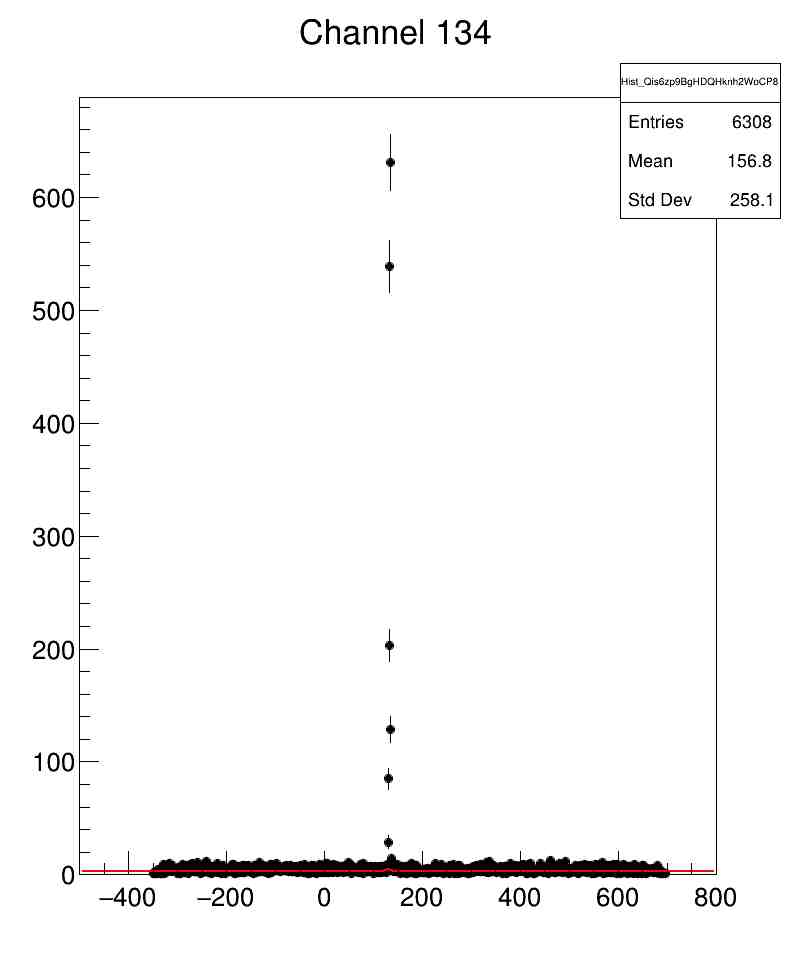 Channel 134
Hist_Qis6zp9BgHDQHknh2WoCP8
Entries 6308
Mean 156.8
Std Dev 258.1
600
500
400
300
200
100
0
−400 −200 0 200 400 600 800